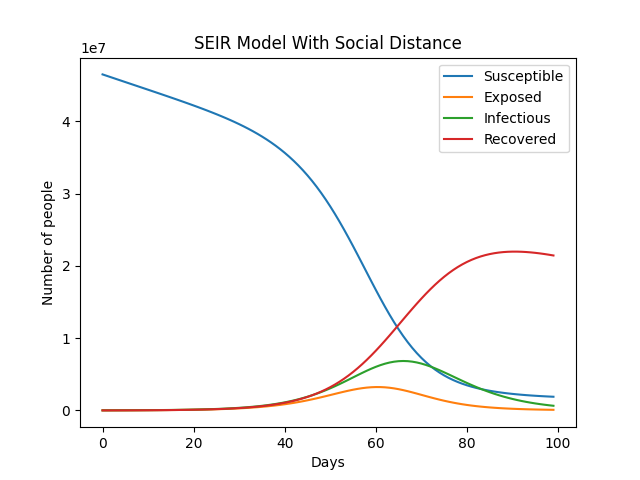 SEIR Model With Social Distance
1e7
Susceptible
Exposed
Infectious
Recovered
4
3
2
1
0
Number of people
0 20 40 60 80 100
Days